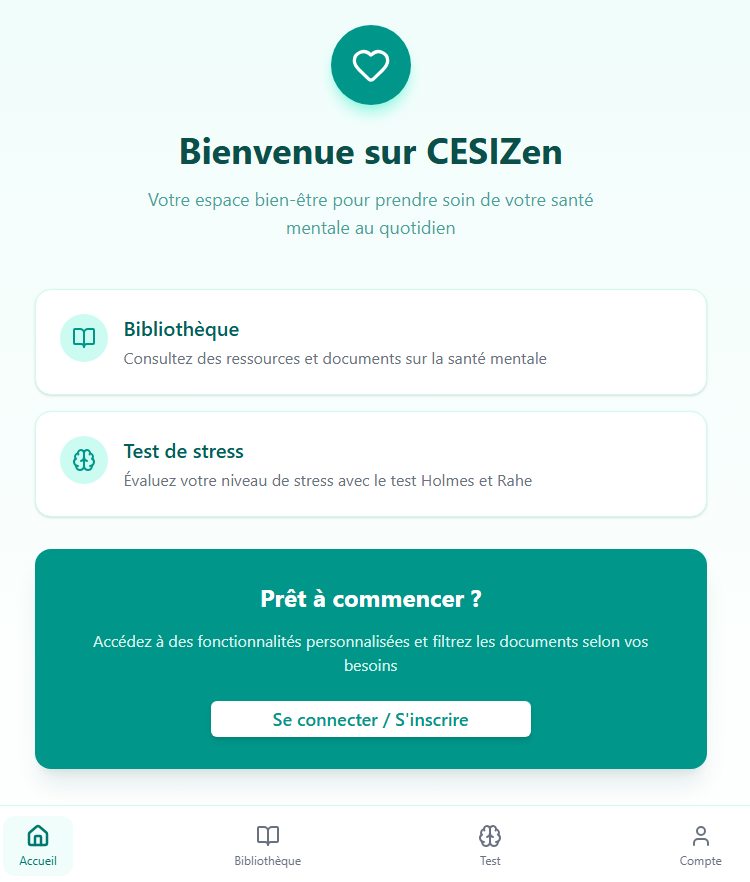 Bienvenue sur CESIZen
Votre espace bien-être pour prendre soin de votre santé
mentale au quotidien
Bibliothèque
Consultez des ressources et documents sur la santé mentale
Test de stress
Évaluez votre niveau de stress avec le test Holmes et Rahe
Prêt à commencer ?
Accédez à des fonctionnalités personnalisées et filtrez les documents selon vos
besoins
Se connecter / S'inscrire
Accueil
Bibliothèque
Test
Compte